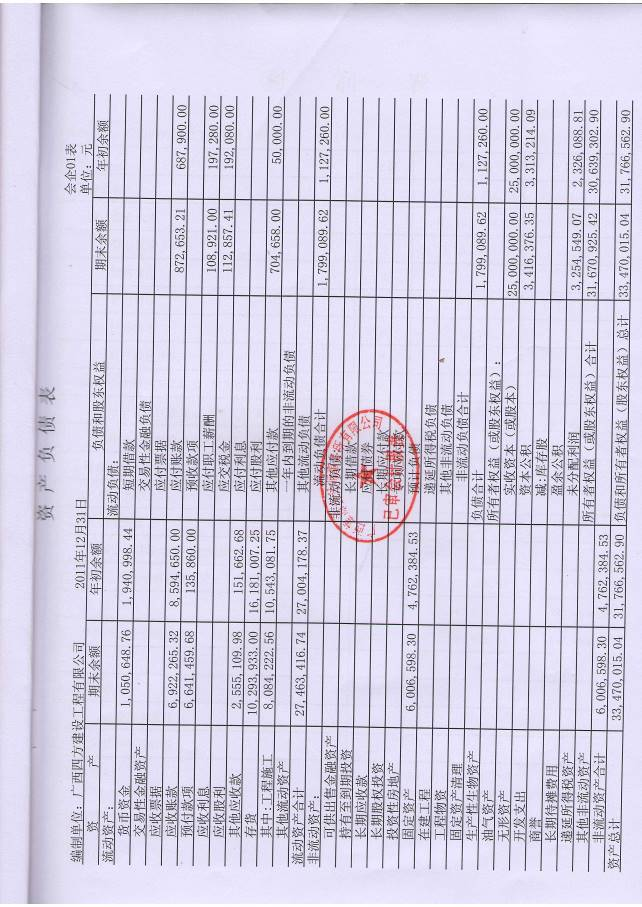 资产负债表
会企01表
编制单位：广西四方建设工程有限公司 2011年12月31日 单位：元
资 产 期末余额 年初余额 负债和股东权益 期末余额 年初余额
流动资产： 流动负债：
货币资金 1,050,648.76 1,940,998.44 短期借款
交易性金融资产 交易性金融负债
应收票据 应付票据
应收账款 6,922,265.32 8,594,650.00 应付账款 872,653.21 687,900.00
预付款项 6,641,459.68 135,860.00 预收款项
应收利息 应付职工薪酬 108,921.00 197,280.00
应收股利 应交税金 112,857.41 192,080.00
其他应收款 2,555,109.98 151,662.68 应付利息
存货 10,293,933.00 16,181,007.25 应付股利
其中:工程施工 8,084,222.56 10,543,081.75 其他应付款 704,658.00 50,000.00
其他流动资产 一年内到期的非流动负债
流动资产合计 27,463,416.74 27,004,178.37 其他流动负债
非流动资产： 流动负债合计 1,799,089.62 1,127,260.00
可供出售金融资产 非流动负债：
持有至到期投资 长期借款
长期应收款 应付债券
长期股权投资 长期应付款
投资性房地产
固定资产 6,006,598.30 4,762,384.53 预计负债
在建工程 递延所得税负债
工程物资 其他非流动负债
固定资产清理 非流动负债合计
生产性生物资产 负债合计 1,799,089.62 1,127,260.00
油气资产 所有者权益（或股东权益）：
无形资产 实收资本（或股本） 25,000,000.00 25,000,000.00
开发支出 资本公积 3,416,376.35 3,313,214.09
商誉 减:库存股
长期待摊费用 盈余公积
递延所得税资产 未分配利润 3,254,549.07 2,326,088.81
其他非流动资产 所有者权益（或股东权益）合计 31,670,925.42 30,639,302.90
非流动资产合计 6,006,598.30 4,762,384.53
资产总计 33,470,015.04 31,766,562.90 负债和所有者权益（股东权益）总计 33,470,015.04 31,766,562.90